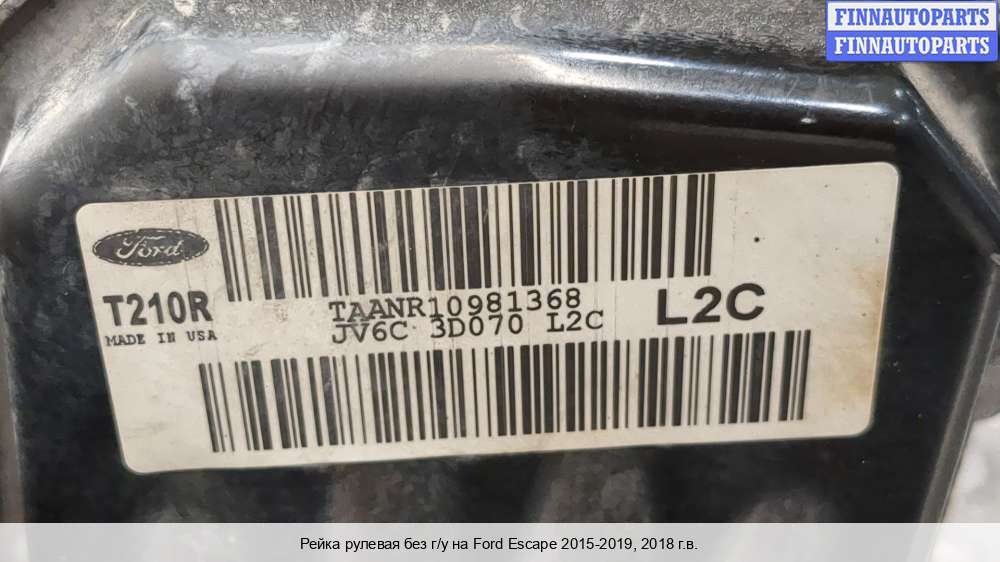 FINNAUTOPARTS
FINNAUTOPARTS
Ford
T210R
MADE IN USA
TAANR10981368
JV6C 3D070 L2C
L2C
Рейка рулевая без г/у на Ford Escape 2015-2019, 2018 г.в.